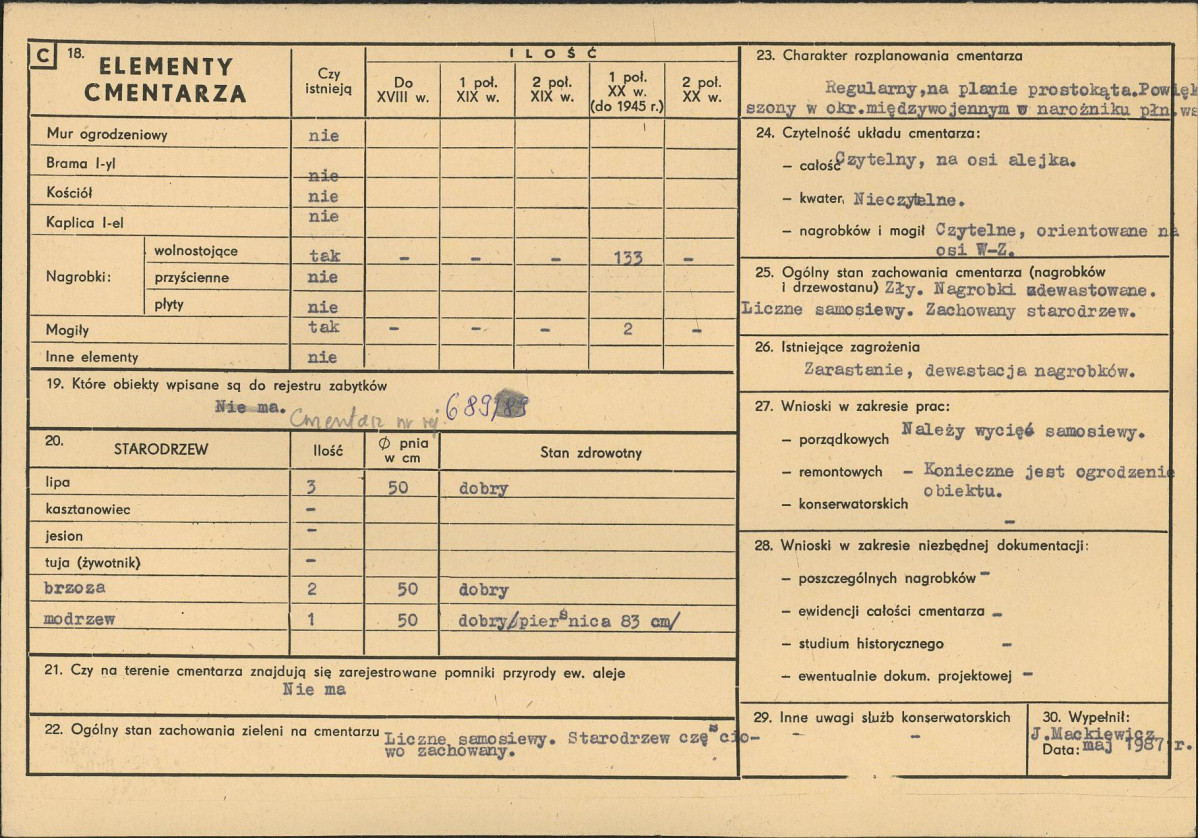 C 18. ELEMENTY CMENTARZA
Czy istnieją
ILOŚĆ
Do XVIII w.
1 poł. XIX w.
2 poł. XIX w.
1 poł. XX w. (do 1945 r.)
2 poł. XX w.
Mur ogrodzeniowy nie
Brama I-yl nie
Kościół nie
Kaplica I-el nie
Nagrobki:
wolnostojące tak – – – 133 –
przyścienne nie
płyty nie
Mogiły tak – – – 2 –
Inne elementy nie
19. Które obiekty wpisane są do rejestru zabytków
Nie ma. Cmentarz nr rej. 689/89
20. STARODRZEW Ilość Ø pnia w cm Stan zdrowotny
lipa 3 50 dobry
kasztanowiec –
jesion –
tuja (żywotnik) –
brzoza 2 50 dobry
modrzew 1 50 dobry/pierśnica 83 cm/
21. Czy na terenie cmentarza znajdują się zarejestrowane pomniki przyrody ew. aleje
Nie ma
22. Ogólny stan zachowania zieleni na cmentarzu Liczne samosiewy. Starodrzew częścio-
wo zachowany.
23. Charakter rozplanowania cmentarza
Regularny,na planie prostokąta.Powięk
szony w okr.międzywojennym w narożniku płn.ws
24. Czytelność układu cmentarza:
– całość Czytelny, na osi alejka.
– kwater, Nieczytelne.
– nagrobków i mogił Czytelne, orientowane na
osi W-Z.
25. Ogólny stan zachowania cmentarza (nagrobków
i drzewostanu) Zły. Nagrobki zdewastowane.
Liczne samosiewy. Zachowany starodrzew.
26. Istniejące zagrożenia
Zarastanie, dewastacja nagrobków.
27. Wnioski w zakresie prac:
– porządkowych Należy wyciąć samosiewy.
– remontowych – Konieczne jest ogrodzenie
obiektu.
– konserwatorskich –
28. Wnioski w zakresie niezbędnej dokumentacji:
– poszczególnych nagrobków –
– ewidencji całości cmentarza –
– studium historycznego –
– ewentualnie dokum. projektowej –
29. Inne uwagi służb konserwatorskich
– –
30. Wypełnił:
J.Mackiewicz
Data: maj 1987 r.